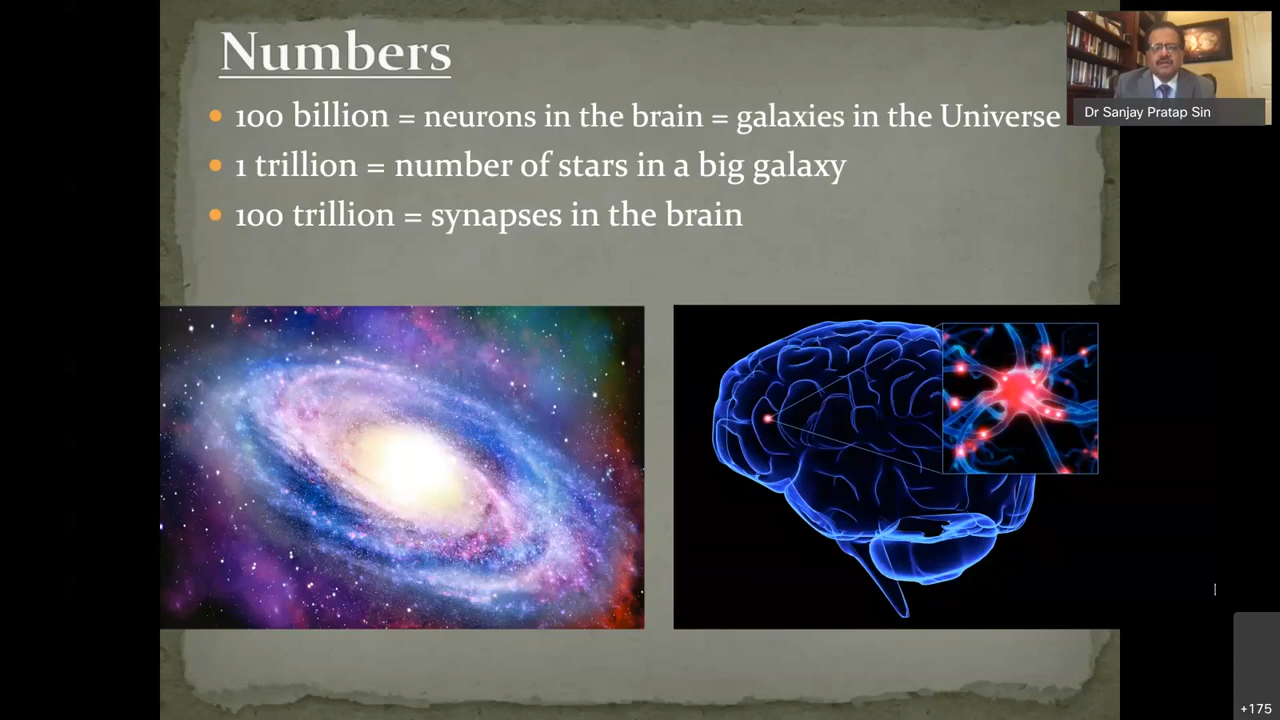 Numbers
100 billion = neurons in the brain = galaxies in the Universe
1 trillion = number of stars in a big galaxy
100 trillion = synapses in the brain
Dr Sanjay Pratap Sin
+175